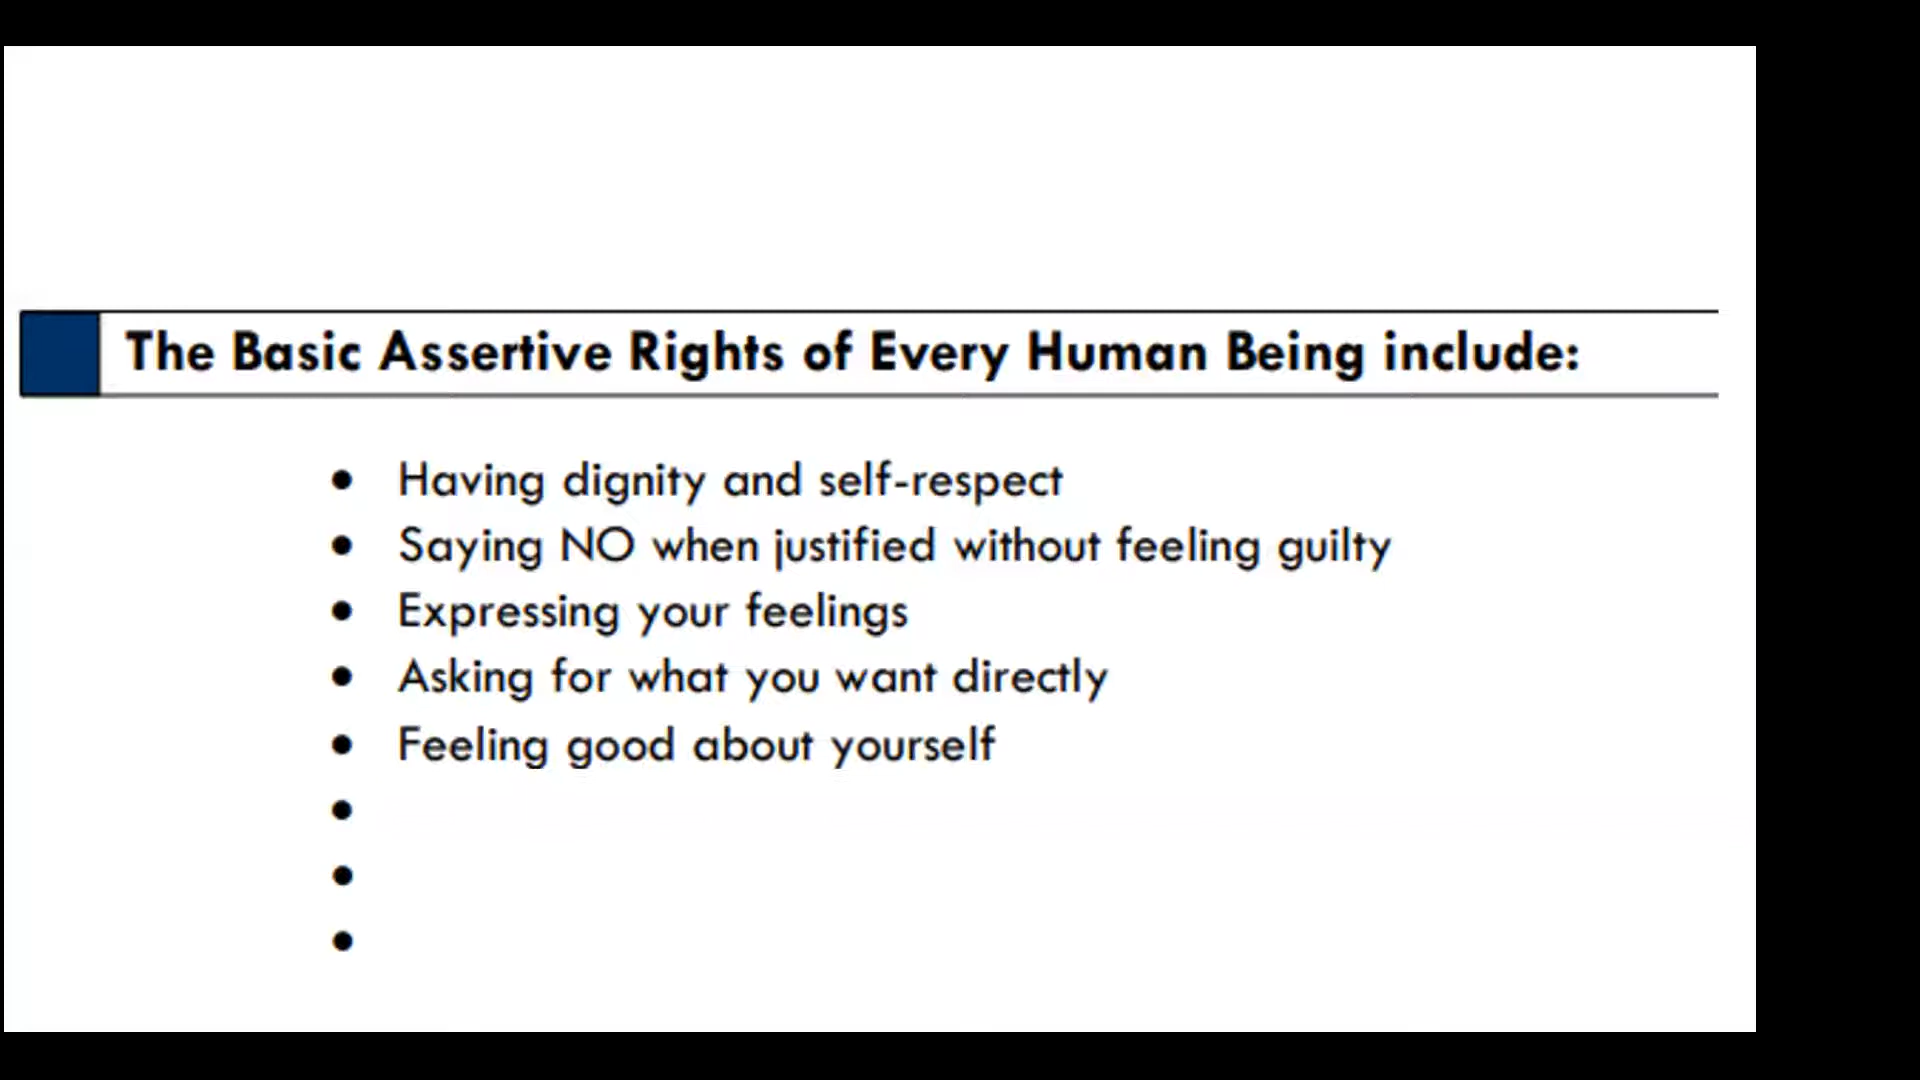 The Basic Assertive Rights of Every Human Being include:
• Having dignity and self-respect
• Saying NO when justified without feeling guilty
• Expressing your feelings
• Asking for what you want directly
• Feeling good about yourself
•
•
•